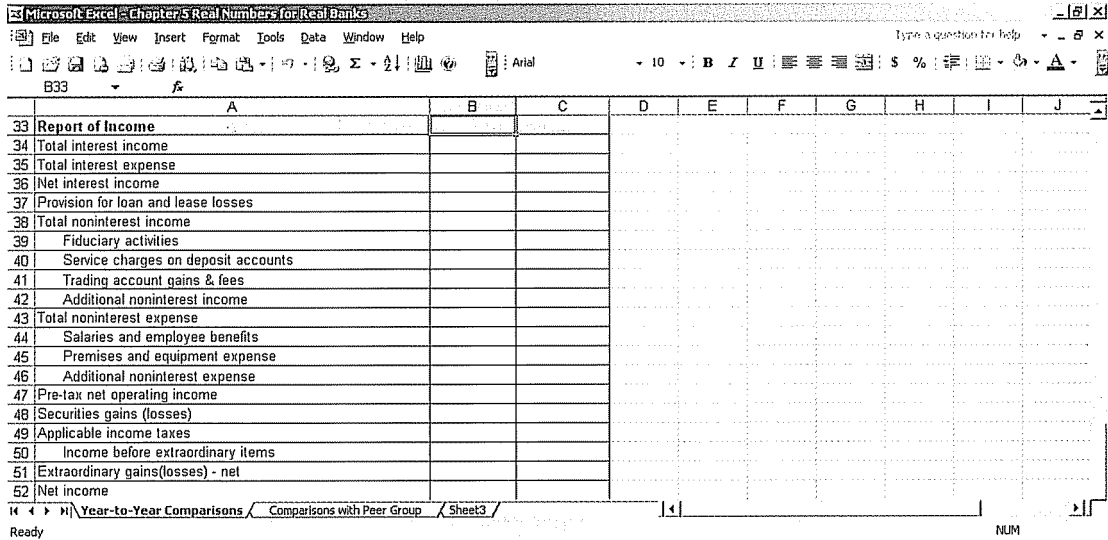 Microsoft Excel - Chapter 5 Real Numbers for Real Banks
File Edit View Insert Format Tools Data Window Help Type a question for help
Arial 10 B I U $ %
B33 fx
A B C D E F G H I J
33 Report of Income
34 Total interest income
35 Total interest expense
36 Net interest income
37 Provision for loan and lease losses
38 Total noninterest income
39 Fiduciary activities
40 Service charges on deposit accounts
41 Trading account gains & fees
42 Additional noninterest income
43 Total noninterest expense
44 Salaries and employee benefits
45 Premises and equipment expense
46 Additional noninterest expense
47 Pre-tax net operating income
48 Securities gains (losses)
49 Applicable income taxes
50 Income before extraordinary items
51 Extraordinary gains(losses) - net
52 Net income
Year-to-Year Comparisons Comparisons with Peer Group Sheet3
Ready NUM